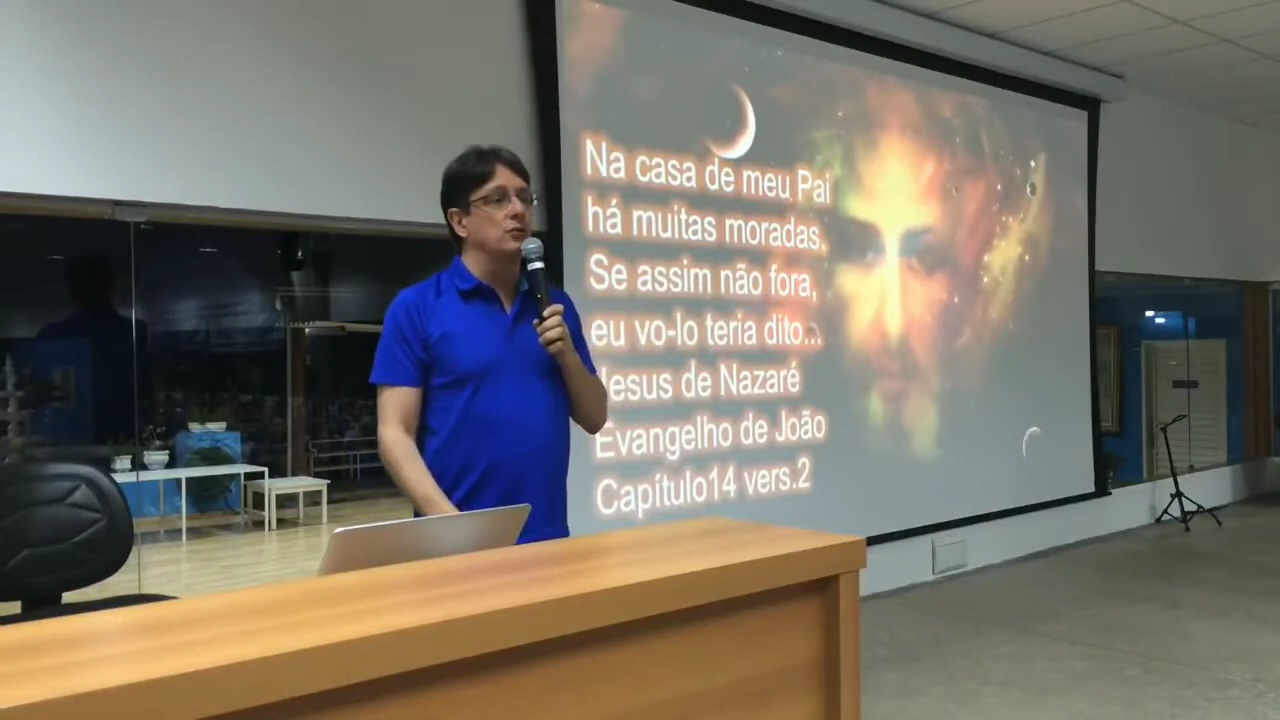 Na casa de meu Pai
há muitas moradas.
Se assim não fora,
eu vo-lo teria dito...
Jesus de Nazaré
Evangelho de João
Capítulo14 vers.2